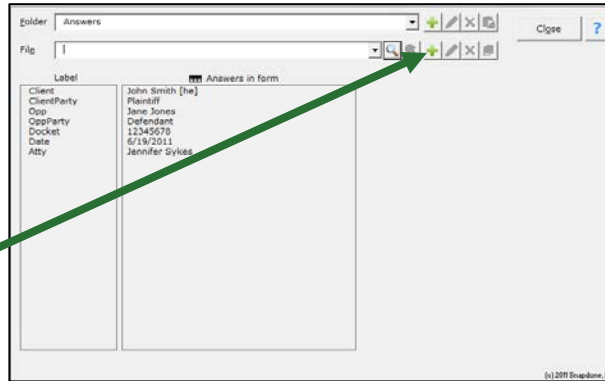 Folder Answers
Close ?
File
Label Answers in form
Client John Smith [he]
ClientParty Plaintiff
Opp Jane Jones
OppParty Defendant
Docket 12345678
Date 6/19/2011
Atty Jennifer Sykes
(c) 2011 Snapdone,